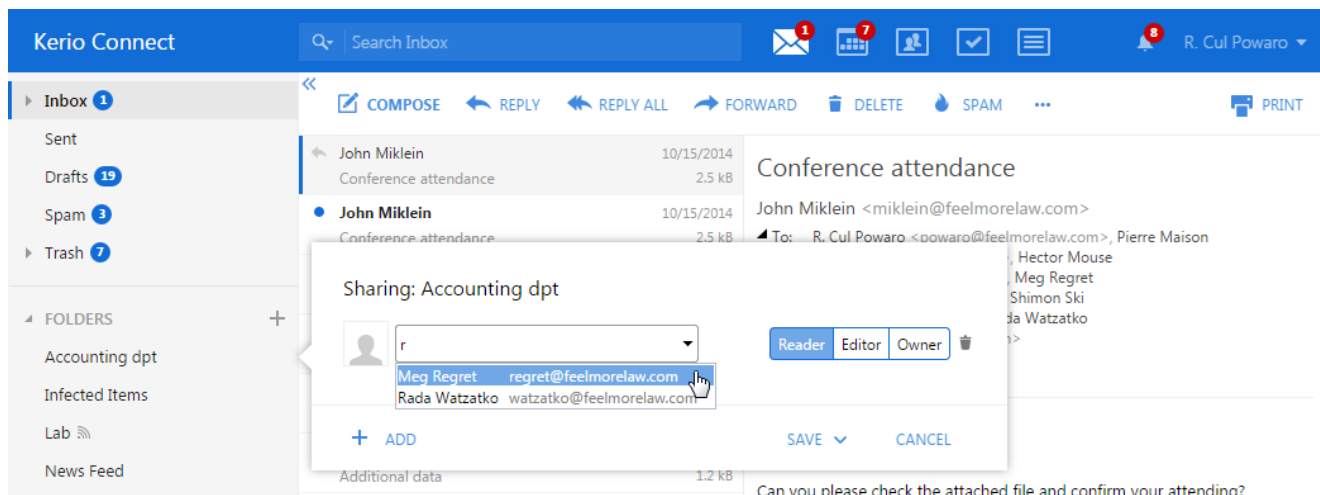 Kerio Connect
Search Inbox
1
7
8
R. Cul Powaro
Inbox 1
Sent
Drafts 19
Spam 3
Trash 7
FOLDERS
Accounting dpt
Infected Items
Lab
News Feed
COMPOSE REPLY REPLY ALL FORWARD DELETE SPAM ••• PRINT
John Miklein 10/15/2014
Conference attendance 2.5 kB
John Miklein 10/15/2014
Conference attendance 2.5 kB
Additional data 1.2 kB
Conference attendance
John Miklein <miklein@feelmorelaw.com>
To: R. Cul Powaro <powaro@feelmorelaw.com>, Pierre Maison
, Hector Mouse
, Meg Regret
Shimon Ski
Watzatko
Sharing: Accounting dpt
r
Reader Editor Owner
Meg Regret regret@feelmorelaw.com
Rada Watzatko watzatko@feelmorelaw.com
+ ADD
SAVE CANCEL
Can you please check the attached file and confirm your attending?